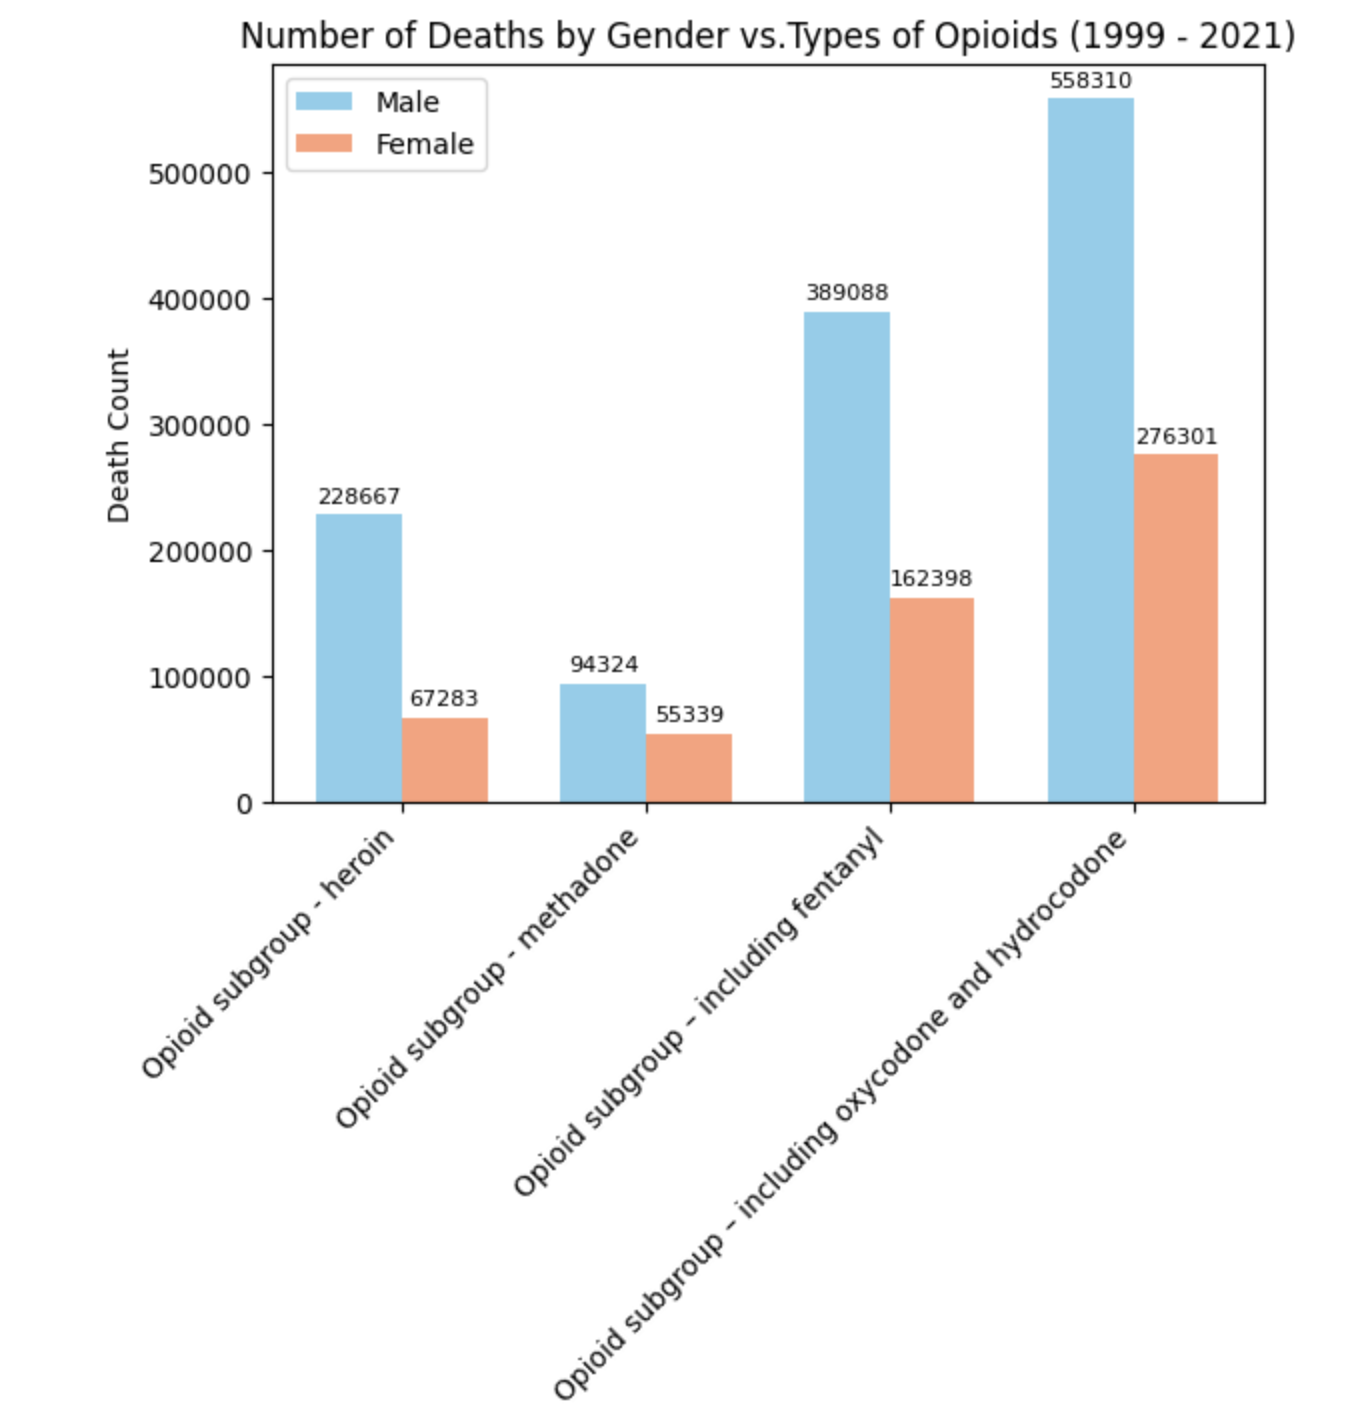 Number of Deaths by Gender vs.Types of Opioids (1999 - 2021)
Male
Female
Death Count
500000
400000
300000
200000
100000
0
228667
67283
94324
55339
389088
162398
558310
276301
Opioid subgroup - heroin
Opioid subgroup - methadone
Opioid subgroup – including fentanyl
Opioid subgroup – including oxycodone and hydrocodone